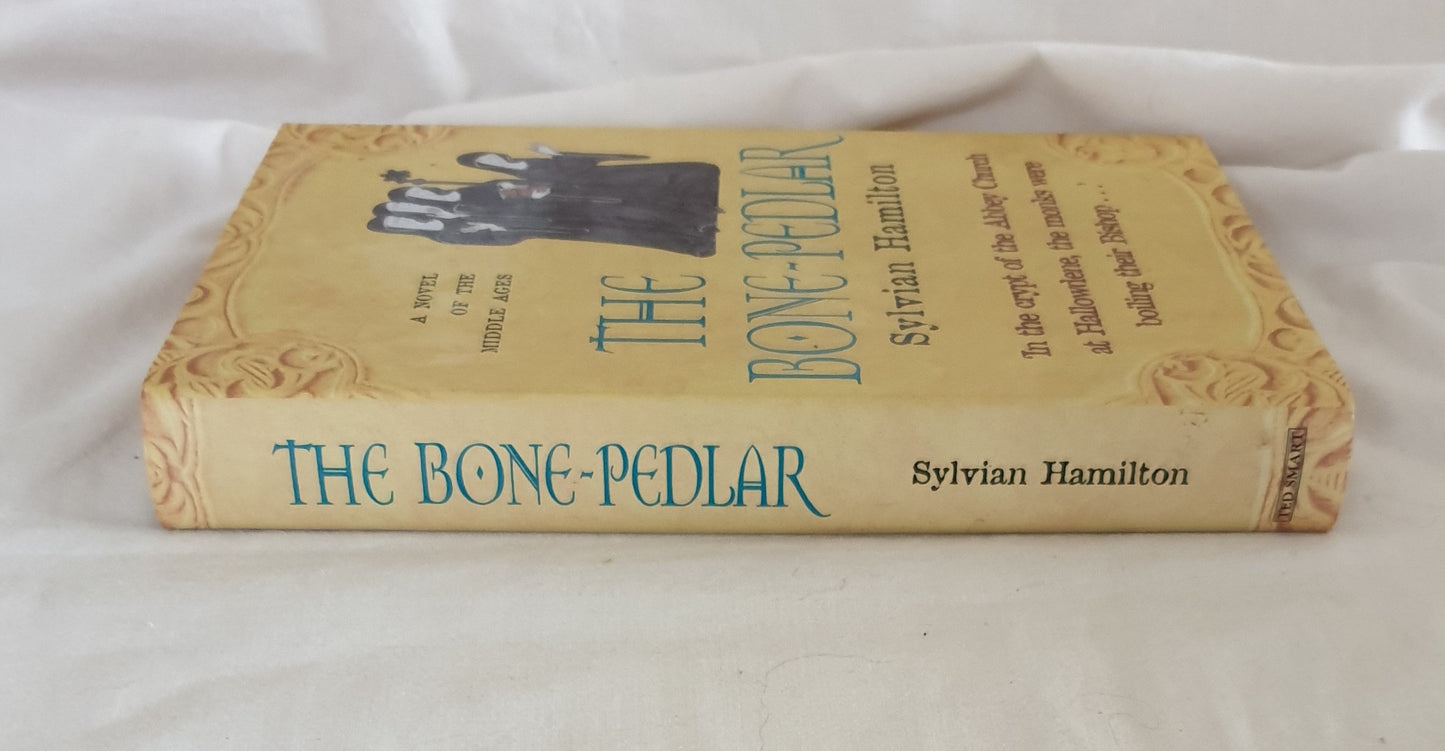 A NOVEL
OF THE
MIDDLE AGES
THE
BONE-PEDLAR
Sylvian Hamilton
In the crypt of the Abbey Church
at Hallowdene, the monks were
boiling their Bishop . . .
THE BONE-PEDLAR
Sylvian Hamilton
TED SMART